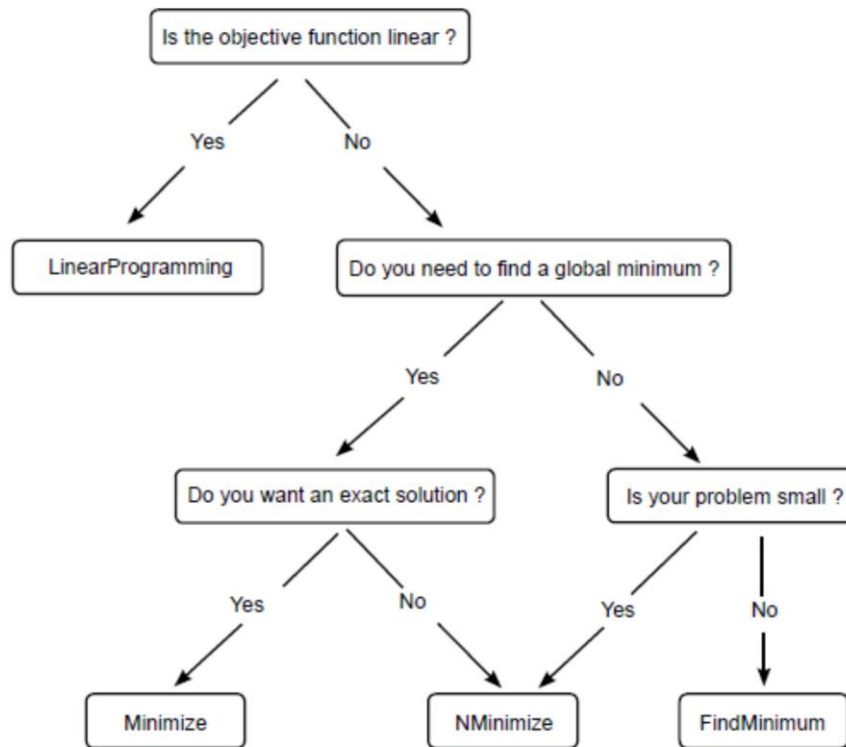 Is the objective function linear ?
Yes
No
LinearProgramming
Do you need to find a global minimum ?
Yes
No
Do you want an exact solution ?
Is your problem small ?
Yes
No
Yes
No
Minimize
NMinimize
FindMinimum